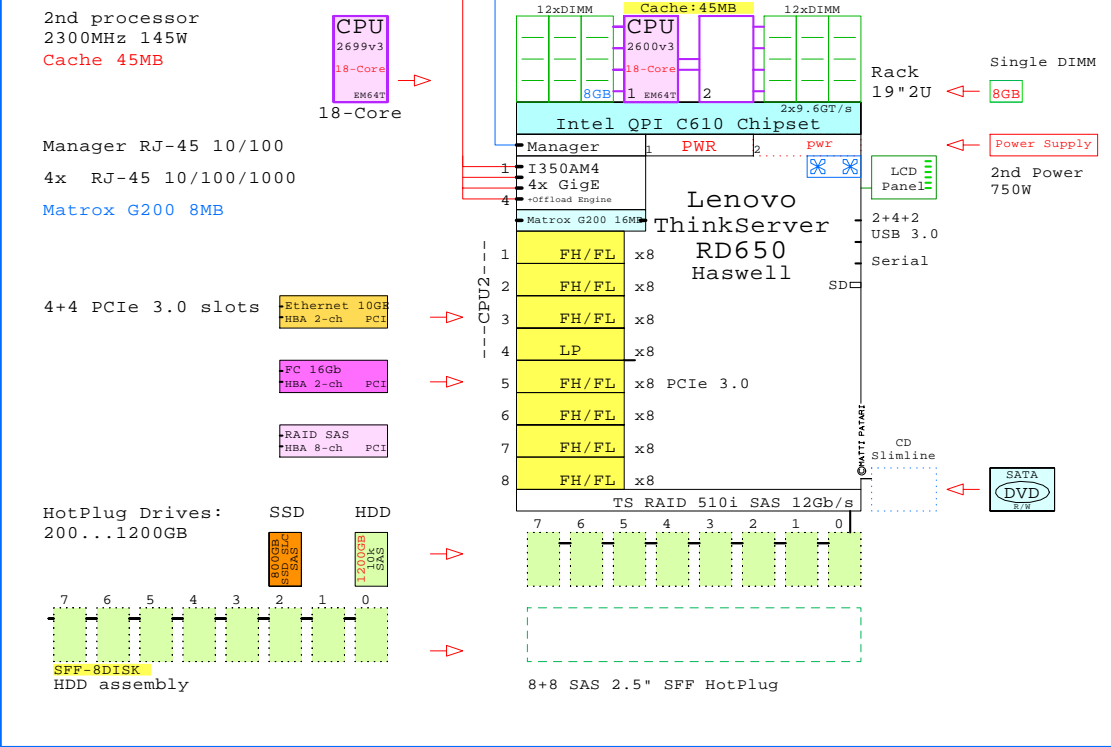 2nd processor
2300MHz 145W
Cache 45MB
CPU
2699v3
18-Core
EM64T
18-Core
12xDIMM
Cache:45MB
12xDIMM
CPU
2600v3
18-Core
8GB
1
EM64T
2
Rack
19"2U
Single DIMM
8GB
2x9.6GT/s
Intel QPI C610 Chipset
Manager RJ-45 10/100
4x RJ-45 10/100/1000
Matrox G200 8MB
Manager
1
PWR
2
pwr
Power Supply
2nd Power
750W
1
I350AM4
4x GigE
4
+Offload Engine
LCD
Panel
Matrox G200 16MB
Lenovo
ThinkServer
RD650
Haswell
2+4+2
USB 3.0
Serial
SD
---CPU2----
1 FH/FL x8
2 FH/FL x8
3 FH/FL x8
4 LP x8
5 FH/FL x8 PCIe 3.0
6 FH/FL x8
7 FH/FL x8
8 FH/FL x8
4+4 PCIe 3.0 slots
Ethernet 10GB
HBA 2-ch PCI
FC 16Gb
HBA 2-ch PCI
RAID SAS
HBA 8-ch PCI
©MATTI PATARI
CD
Slimline
SATA
DVD
R/W
TS RAID 510i SAS 12Gb/s
HotPlug Drives:
200...1200GB
SSD
HDD
800GB
SSD SLC
SAS
1200GB
10k
SAS
7 6 5 4 3 2 1 0
7 6 5 4 3 2 1 0
SFF-8DISK
HDD assembly
8+8 SAS 2.5" SFF HotPlug